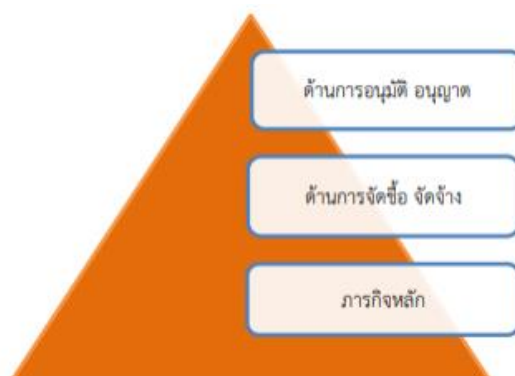 ด้านการอนุมัติ อนุญาต
ด้านการจัดซื้อ จัดจ้าง
ภารกิจหลัก